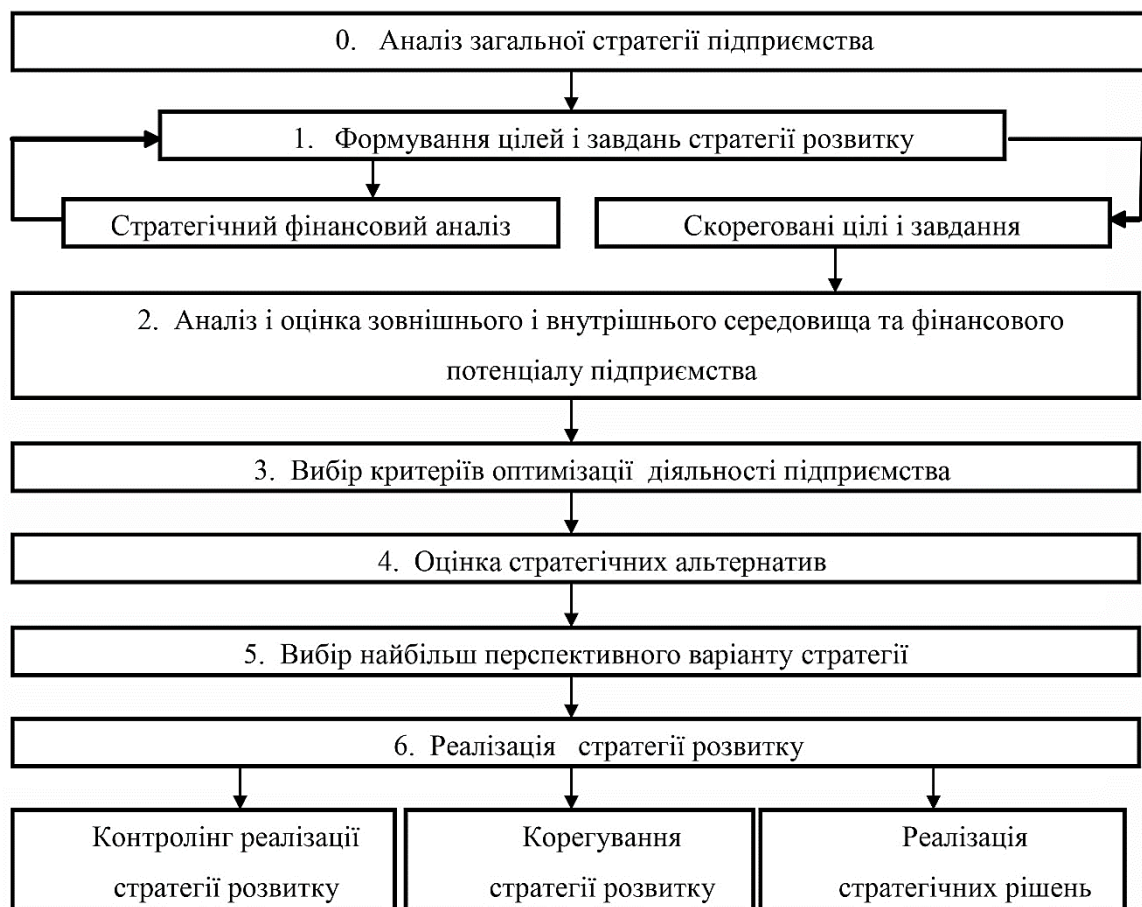 0. Аналіз загальної стратегії підприємства
1. Формування цілей і завдань стратегії розвитку
Стратегічний фінансовий аналіз
Скореговані цілі і завдання
2. Аналіз і оцінка зовнішнього і внутрішнього середовища та фінансового
потенціалу підприємства
3. Вибір критеріїв оптимізації діяльності підприємства
4. Оцінка стратегічних альтернатив
5. Вибір найбільш перспективного варіанту стратегії
6. Реалізація стратегії розвитку
Контролінг реалізації
стратегії розвитку
Корегування
стратегії розвитку
Реалізація
стратегічних рішень